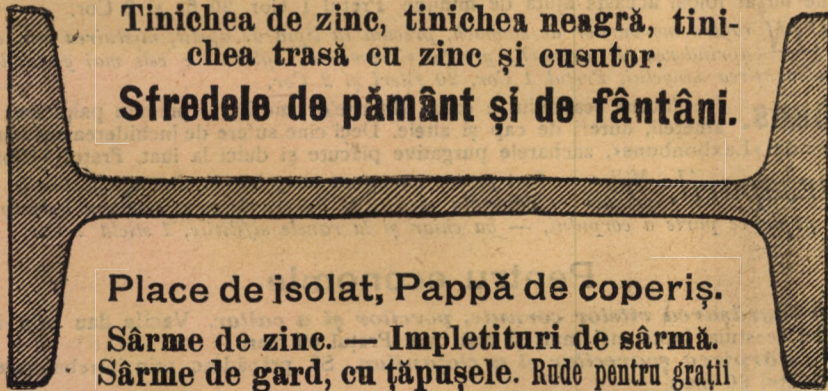 Tinichea de zinc, tinichea neagră, tini-
chea trasă cu zinc și cusutor.
Sfredele de pământ și de fântâni.
Place de isolat, Pappă de coperiș.
Sârme de zinc. — Impletituri de sârmă.
Sârme de gard, cu țăpușele. Rude pentru gratii